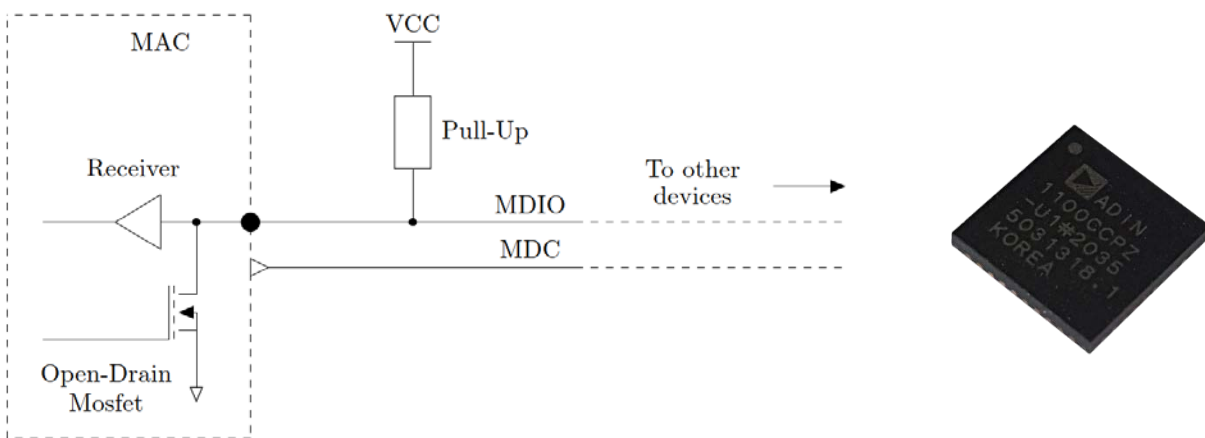 MAC
VCC
Pull-Up
Receiver
To other
devices
MDIO
MDC
Open-Drain
Mosfet
ADIN
1100CCPZ
-U1#2035
5031318.1
KOREA